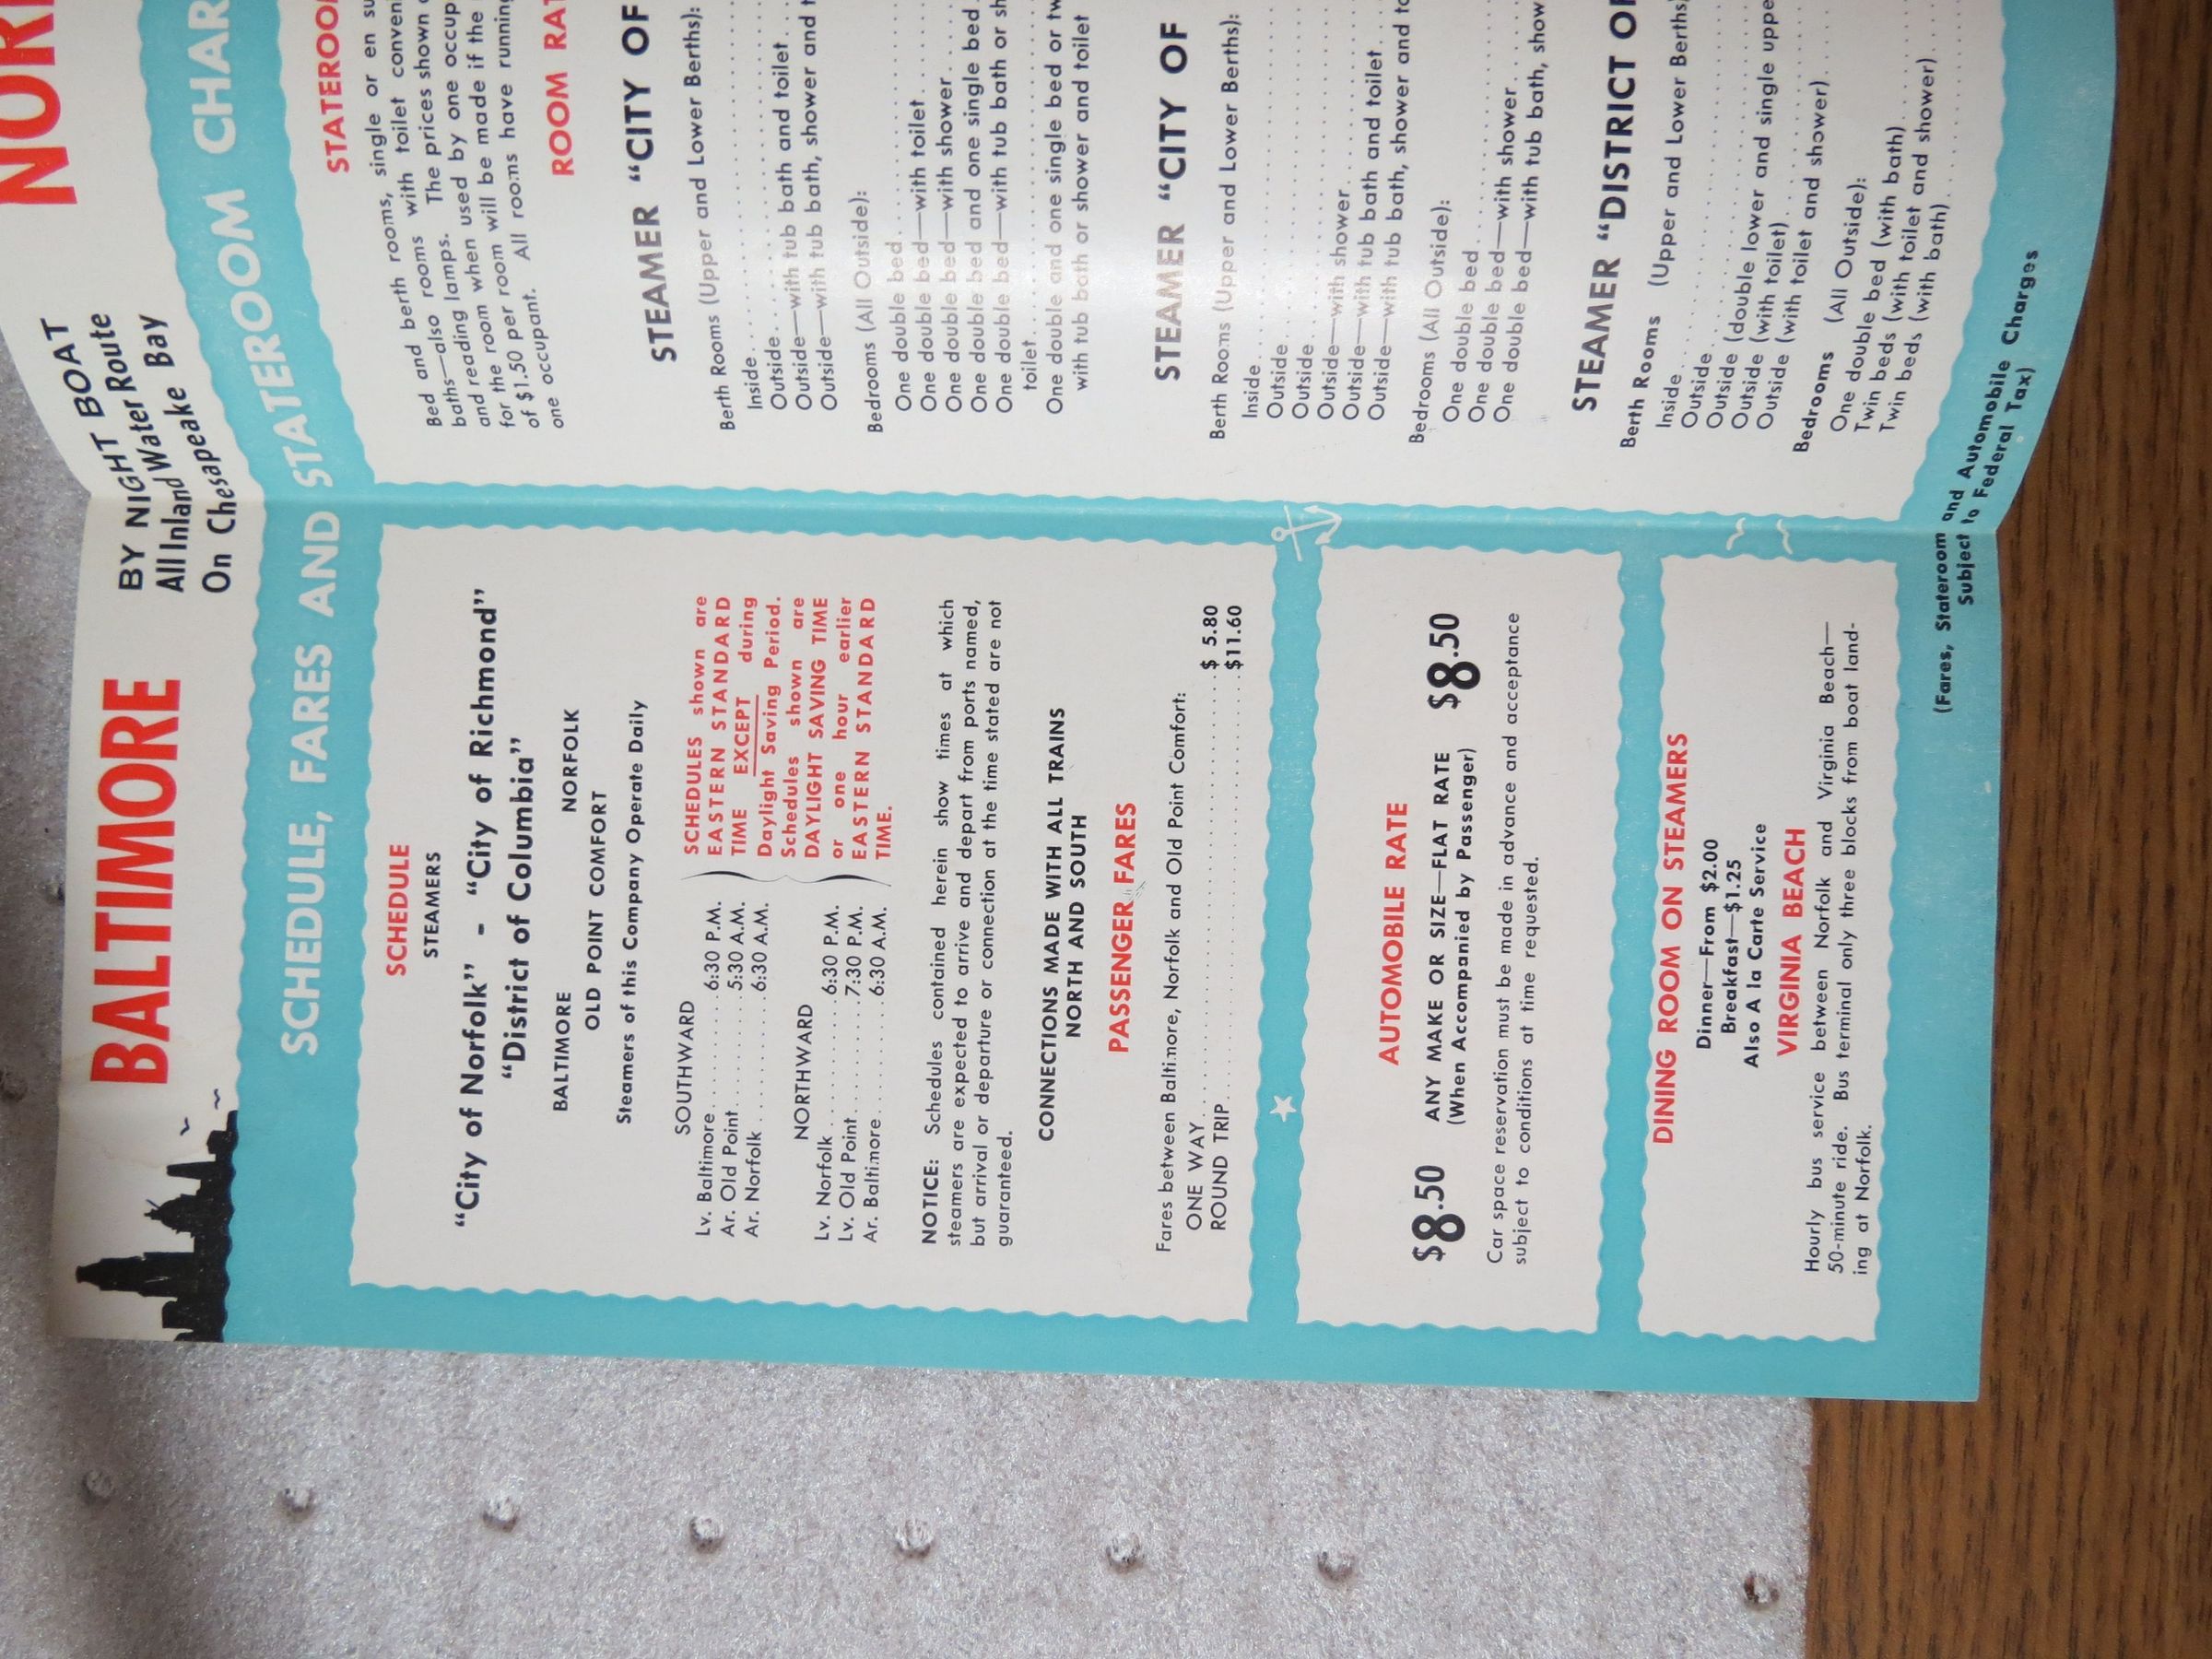 BALTIMORE
BY NIGHT BOAT
All Inland Water Route
On Chesapeake Bay
SCHEDULE, FARES AND STATEROOM CHAR
SCHEDULE
STEAMERS
"City of Norfolk" - "City of Richmond"
"District of Columbia"
BALTIMORE NORFOLK
OLD POINT COMFORT
Steamers of this Company Operate Daily
SOUTHWARD
Lv. Baltimore 6:30 P.M.
Ar. Old Point 5:30 A.M.
Ar. Norfolk 6:30 A.M.
NORTHWARD
Lv. Norfolk 6:30 P.M.
Lv. Old Point 7:30 P.M.
Ar. Baltimore 6:30 A.M.
SCHEDULES shown are
EASTERN STANDARD
TIME EXCEPT during
Daylight Saving Period.
Schedules shown are
DAYLIGHT SAVING TIME
or one hour earlier
EASTERN STANDARD
TIME.
NOTICE: Schedules contained herein show times at which
steamers are expected to arrive and depart from ports named,
but arrival or departure or connection at the time stated are not
guaranteed.
CONNECTIONS MADE WITH ALL TRAINS
NORTH AND SOUTH
PASSENGER FARES
Fares between Baltimore, Norfolk and Old Point Comfort:
ONE WAY $ 5.80
ROUND TRIP $11.60
AUTOMOBILE RATE
$8.50 ANY MAKE OR SIZE—FLAT RATE $8.50
(When Accompanied by Passenger)
Car space reservation must be made in advance and acceptance
subject to conditions at time requested.
DINING ROOM ON STEAMERS
Dinner—From $2.00
Breakfast—$1.25
Also A la Carte Service
VIRGINIA BEACH
Hourly bus service between Norfolk and Virginia Beach—
50-minute ride. Bus terminal only three blocks from boat land-
ing at Norfolk.
NOR
STATEROO
Bed and berth rooms, single or en su
baths—also rooms with toilet conveni
and reading lamps. The prices shown
and the room when used by one occup
for the room will be made if the
of $1.50 per room All rooms have running
one occupant.
ROOM RAT
STEAMER "CITY OF
Berth Rooms (Upper and Lower Berths):
Inside
Outside
Outside—with tub bath and toilet
Outside—with tub bath, shower and t
Bedrooms (All Outside):
One double bed
One double bed—with toilet
One double bed—with shower
One double bed and one single bed
One double bed—with tub bath or sh
toilet
One double and one single bed or tw
with tub bath or shower and toilet
STEAMER "CITY OF
Berth Rooms (Upper and Lower Berths):
Inside
Outside
Outside
Outside—with shower
Outside—with tub bath and toilet
Outside—with tub bath, shower and to
Bedrooms (All Outside):
One double bed
One double bed—with shower
One double bed—with tub bath, show
STEAMER "DISTRICT O
Berth Rooms (Upper and Lower Berths)
Inside
Outside
Outside (double lower and single uppe
Outside (with toilet)
Outside (with toilet and shower)
Bedrooms (All Outside):
One double bed (with bath)
Twin beds (with toilet and shower)
Twin beds (with bath)
(Fares, Stateroom and Automobile Charges
Subject to Federal Tax)